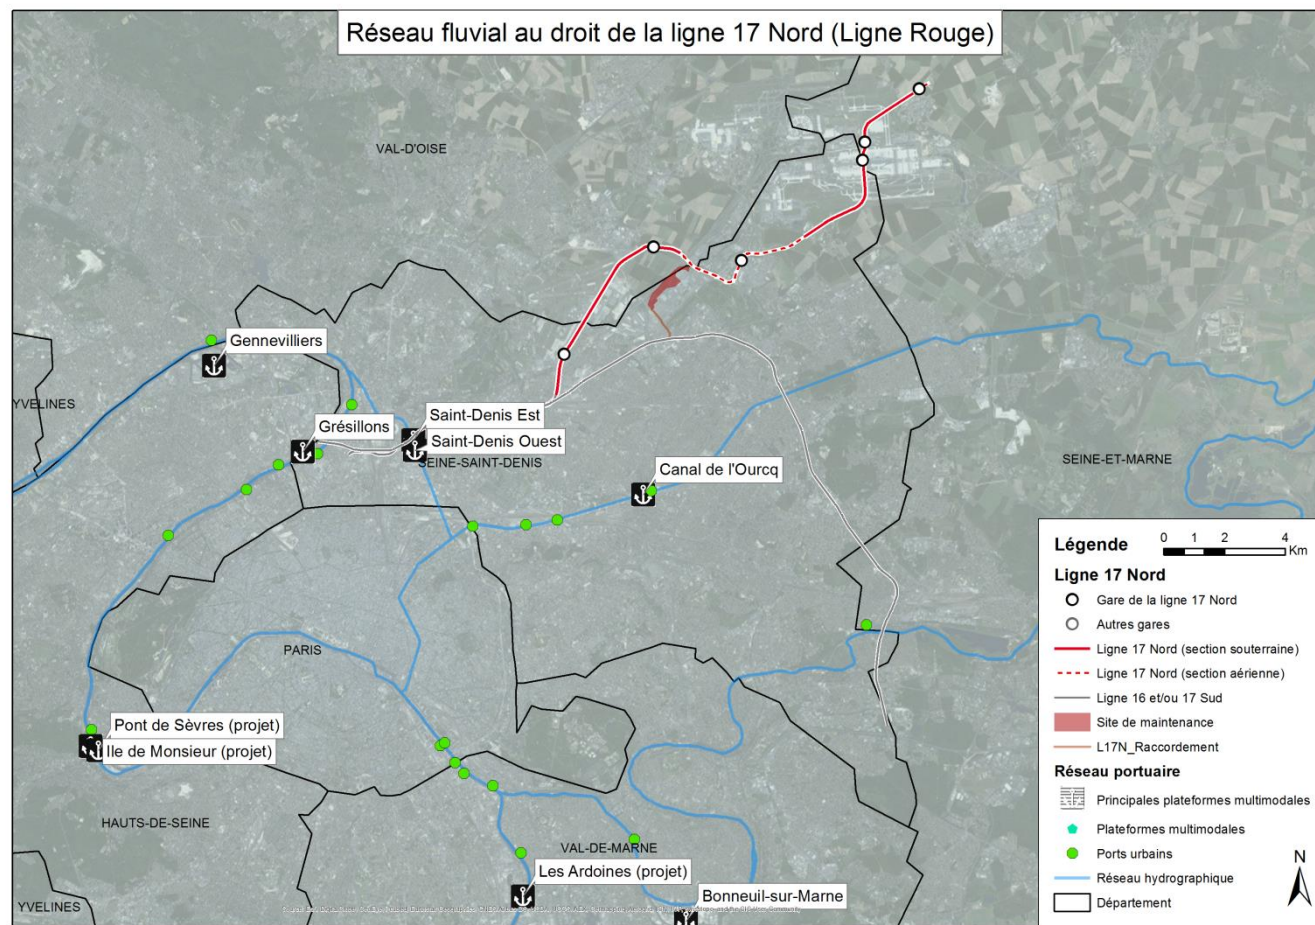 Réseau fluvial au droit de la ligne 17 Nord (Ligne Rouge)
VAL-D'OISE
Gennevilliers
YVELINES
Saint-Denis Est
Grésillons
Saint-Denis Ouest
SEINE-SAINT-DENIS
SEINE-ET-MARNE
Canal de l'Ourcq
PARIS
Pont de Sèvres (projet)
Ile de Monsieur (projet)
HAUTS-DE-SEINE
VAL-DE-MARNE
Les Ardoines (projet)
Bonneuil-sur-Marne
YVELINES
Légende
0 1 2 4
Km
Ligne 17 Nord
Gare de la ligne 17 Nord
Autres gares
Ligne 17 Nord (section souterraine)
Ligne 17 Nord (section aérienne)
Ligne 16 et/ou 17 Sud
Site de maintenance
L17N_Raccordement
Réseau portuaire
Principales plateformes multimodales
Plateformes multimodales
Ports urbains
Réseau hydrographique
Département
N